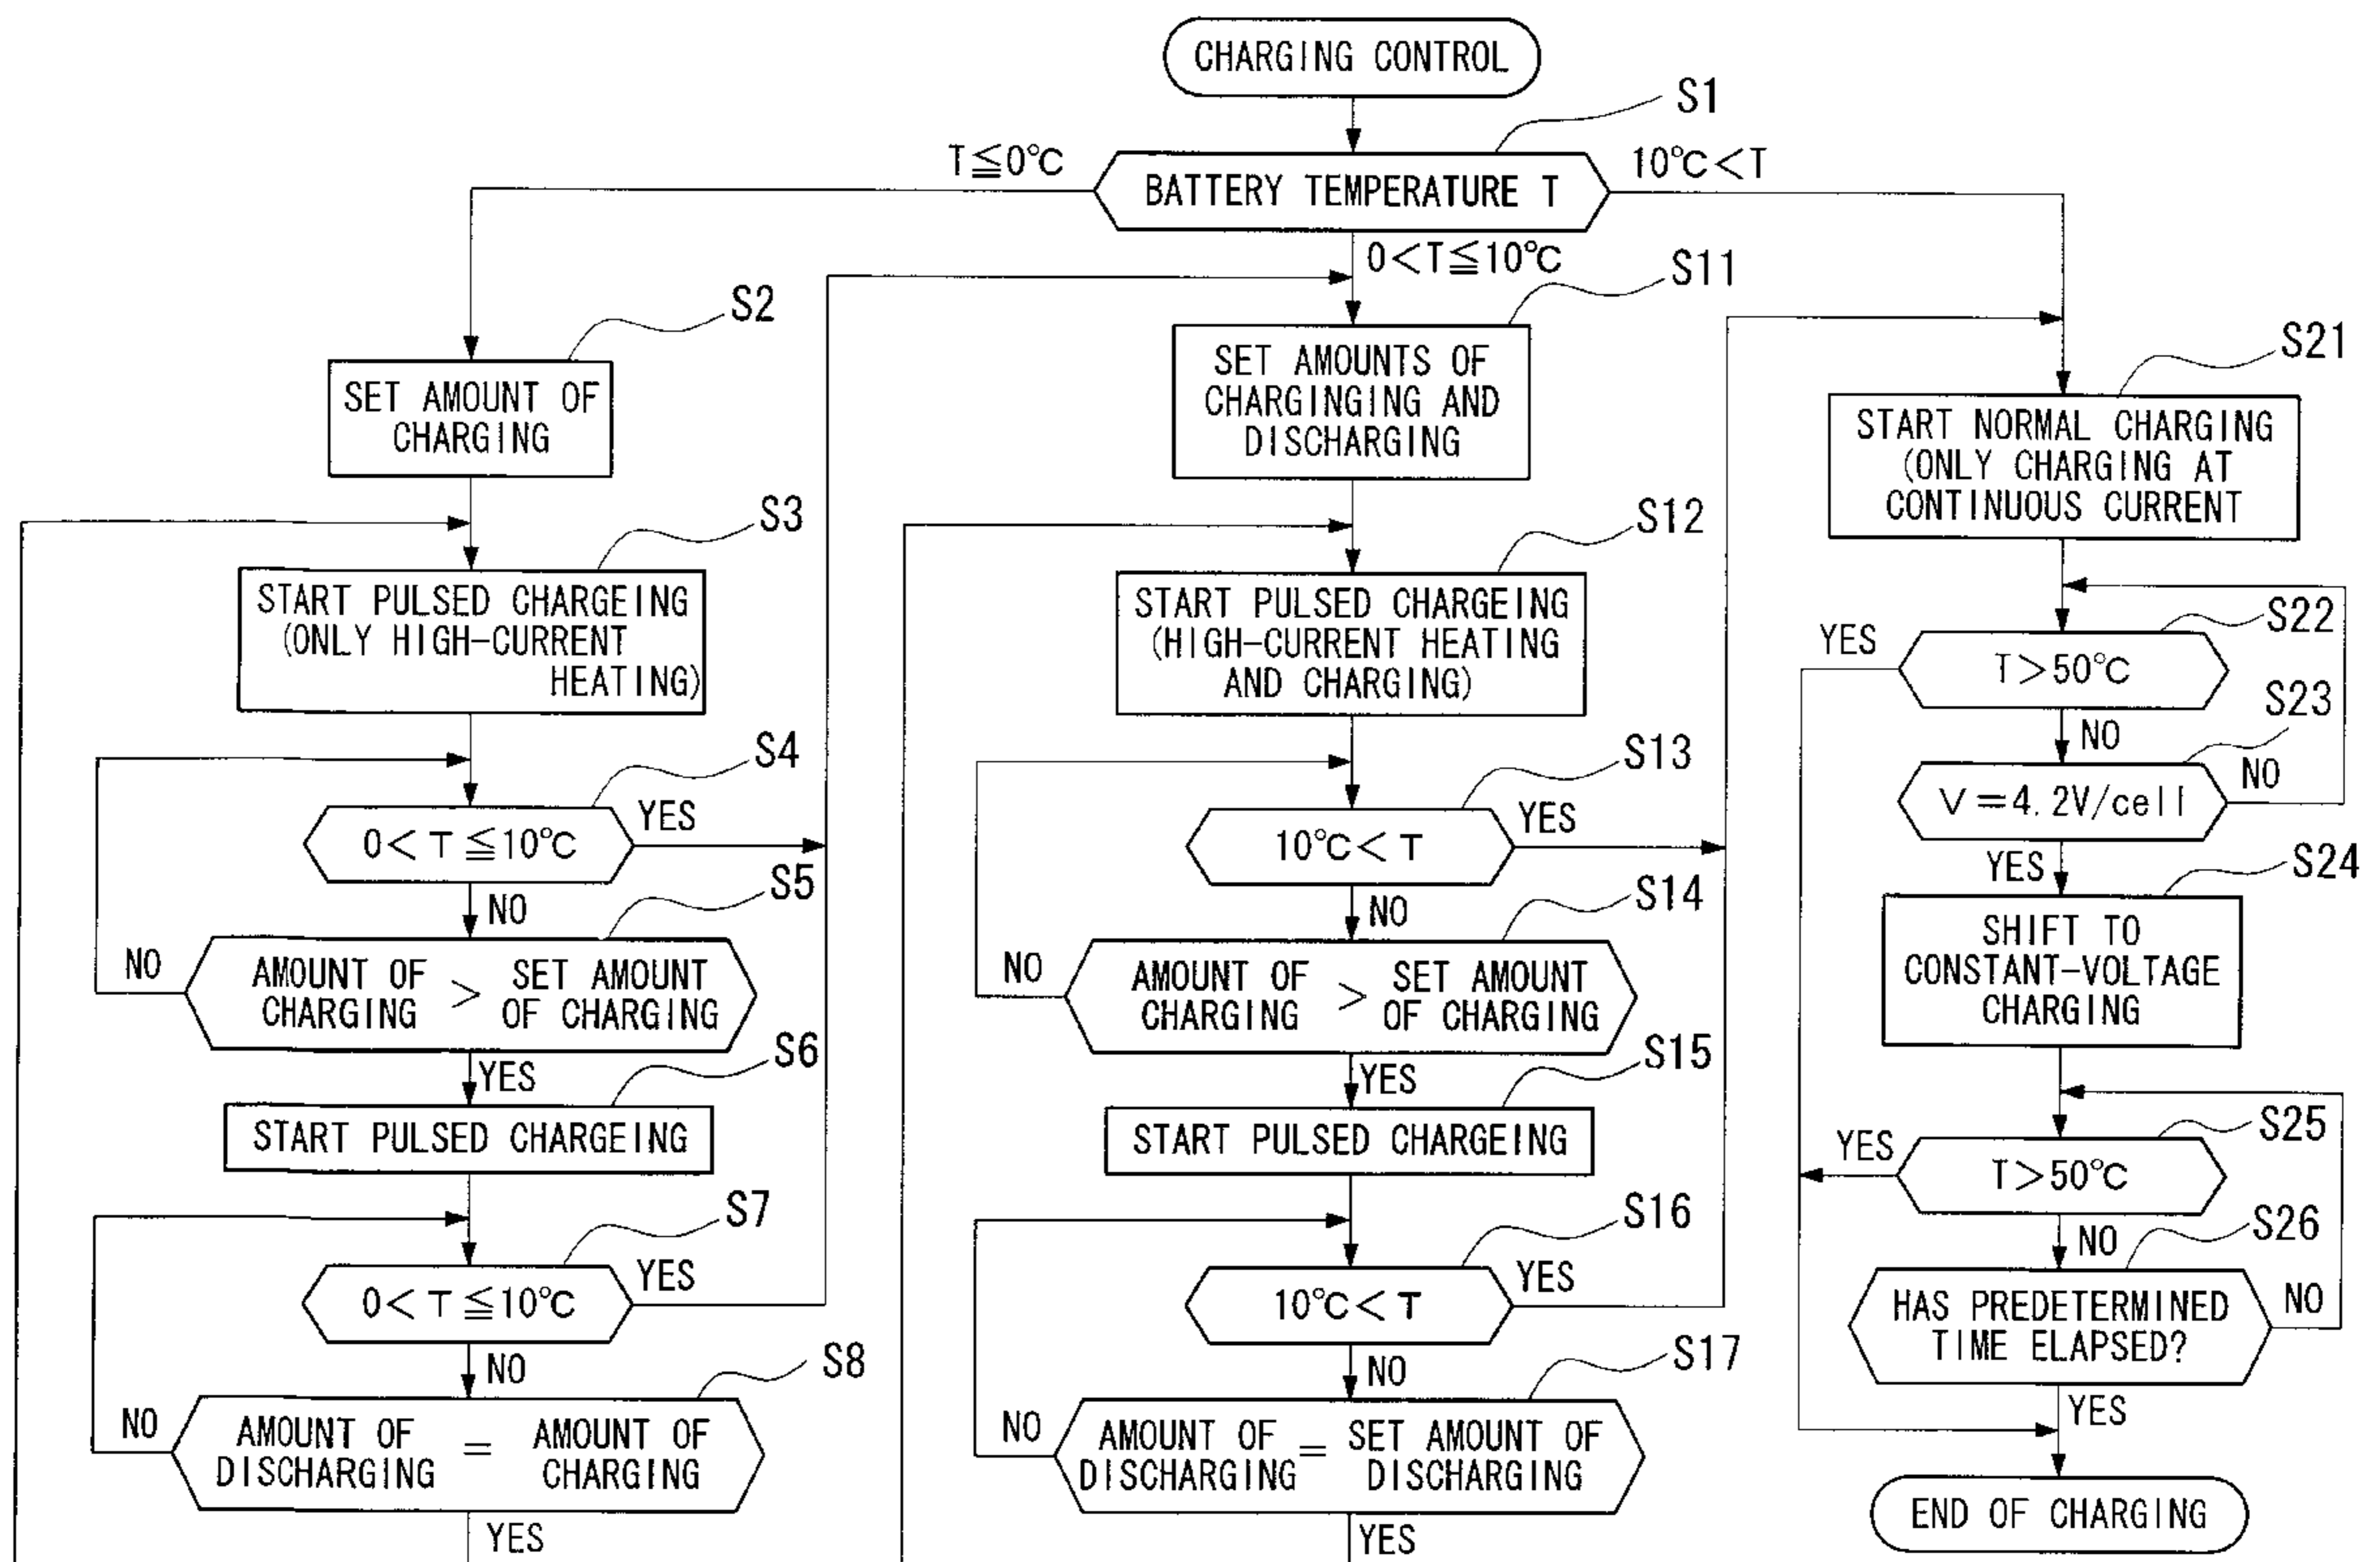 CHARGING CONTROL
S1
T≦0°C
10°C<T
BATTERY TEMPERATURE T
0<T≦10°C
S2
SET AMOUNT OF
CHARGING
S3
START PULSED CHARGEING
(ONLY HIGH-CURRENT
HEATING)
S4
0<T≦10°C
YES
NO
S5
NO
AMOUNT OF
CHARGING
>
SET AMOUNT
OF CHARGING
YES
S6
START PULSED CHARGEING
S7
0<T≦10°C
YES
NO
S8
NO
AMOUNT OF
DISCHARGING
=
AMOUNT OF
CHARGING
YES
S11
SET AMOUNTS OF
CHARGINGING AND
DISCHARGING
S12
START PULSED CHARGEING
(HIGH-CURRENT HEATING
AND CHARGING)
S13
10°C<T
YES
NO
S14
NO
AMOUNT OF
CHARGING
>
SET AMOUNT
OF CHARGING
YES
S15
START PULSED CHARGEING
S16
10°C<T
YES
NO
S17
NO
AMOUNT OF
DISCHARGING
=
SET AMOUNT OF
DISCHARGING
YES
S21
START NORMAL CHARGING
(ONLY CHARGING AT
CONTINUOUS CURRENT
S22
YES
T>50°C
NO
S23
V=4.2V/cell
NO
YES
S24
SHIFT TO
CONSTANT-VOLTAGE
CHARGING
S25
YES
T>50°C
NO
S26
HAS PREDETERMINED
TIME ELAPSED?
NO
YES
END OF CHARGING